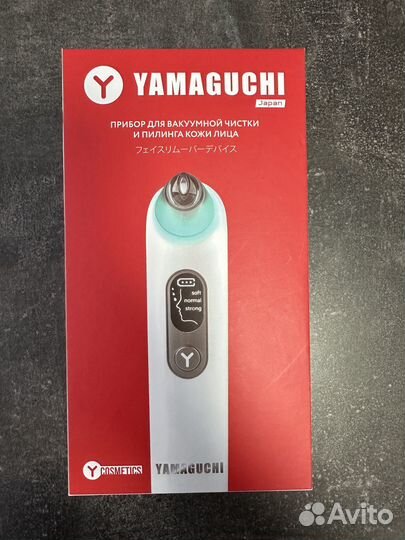 Y YAMAGUCHI
Japan
ПРИБОР ДЛЯ ВАКУУМНОЙ ЧИСТКИ
И ПИЛИНГА КОЖИ ЛИЦА
フェイスリムーバーデバイス
soft
normal
strong
Y
Y COSMETICS YAMAGUCHI
Avito